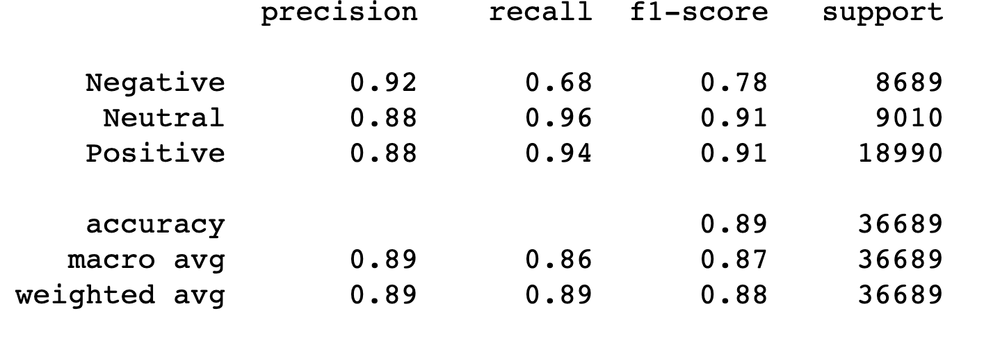 precision recall f1-score support
Negative 0.92 0.68 0.78 8689
Neutral 0.88 0.96 0.91 9010
Positive 0.88 0.94 0.91 18990
accuracy 0.89 36689
macro avg 0.89 0.86 0.87 36689
weighted avg 0.89 0.89 0.88 36689